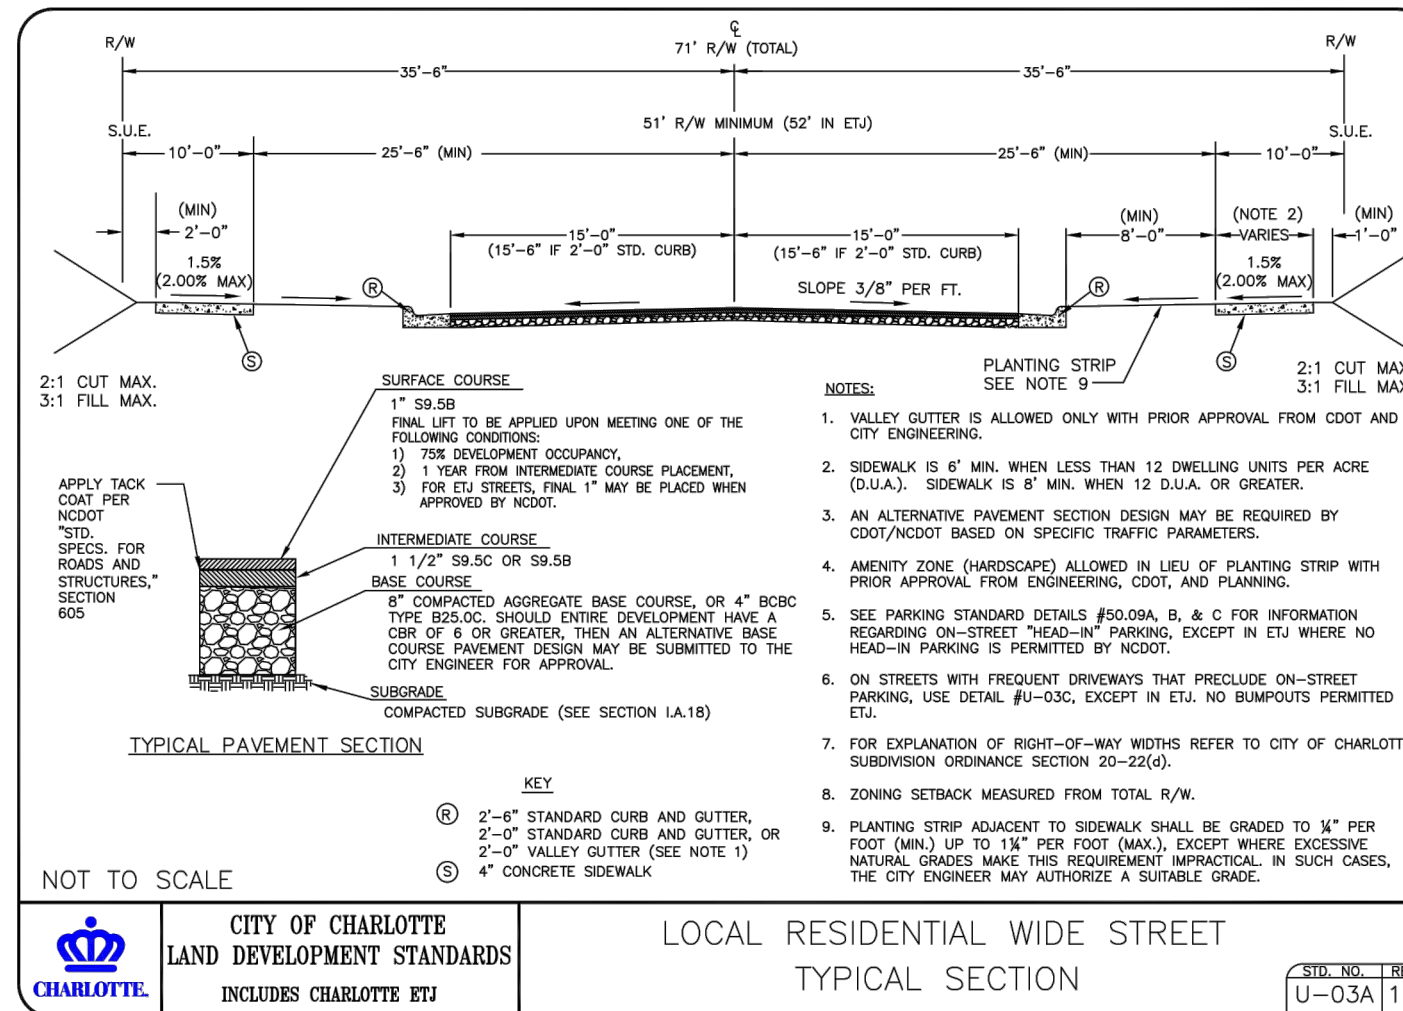 ℄
R/W
71' R/W (TOTAL)
R/W
35'-6"
35'-6"
51' R/W MINIMUM (52' IN ETJ)
S.U.E.
S.U.E.
10'-0"
25'-6" (MIN)
25'-6" (MIN)
10'-0"
(MIN)
2'-0"
15'-0"
(15'-6" IF 2'-0" STD. CURB)
15'-0"
(15'-6" IF 2'-0" STD. CURB)
(MIN)
8'-0"
(NOTE 2)
VARIES
(MIN)
1'-0"
1.5%
(2.00% MAX)
1.5%
(2.00% MAX)
R
SLOPE 3/8" PER FT.
R
S
S
PLANTING STRIP
SEE NOTE 9
2:1 CUT MAX.
3:1 FILL MAX.
2:1 CUT MAX
3:1 FILL MAX
SURFACE COURSE
1" S9.5B
FINAL LIFT TO BE APPLIED UPON MEETING ONE OF THE
FOLLOWING CONDITIONS:
1) 75% DEVELOPMENT OCCUPANCY,
2) 1 YEAR FROM INTERMEDIATE COURSE PLACEMENT,
3) FOR ETJ STREETS, FINAL 1" MAY BE PLACED WHEN
APPROVED BY NCDOT.
APPLY TACK
COAT PER
NCDOT
"STD.
SPECS. FOR
ROADS AND
STRUCTURES,"
SECTION
605
INTERMEDIATE COURSE
1 1/2" S9.5C OR S9.5B
BASE COURSE
8" COMPACTED AGGREGATE BASE COURSE, OR 4" BCBC
TYPE B25.0C. SHOULD ENTIRE DEVELOPMENT HAVE A
CBR OF 6 OR GREATER, THEN AN ALTERNATIVE BASE
COURSE PAVEMENT DESIGN MAY BE SUBMITTED TO THE
CITY ENGINEER FOR APPROVAL.
SUBGRADE
COMPACTED SUBGRADE (SEE SECTION I.A.18)
TYPICAL PAVEMENT SECTION
KEY
R 2'-6" STANDARD CURB AND GUTTER,
2'-0" STANDARD CURB AND GUTTER, OR
2'-0" VALLEY GUTTER (SEE NOTE 1)
S 4" CONCRETE SIDEWALK
NOT TO SCALE
NOTES:
1. VALLEY GUTTER IS ALLOWED ONLY WITH PRIOR APPROVAL FROM CDOT AND
CITY ENGINEERING.
2. SIDEWALK IS 6' MIN. WHEN LESS THAN 12 DWELLING UNITS PER ACRE
(D.U.A.). SIDEWALK IS 8' MIN. WHEN 12 D.U.A. OR GREATER.
3. AN ALTERNATIVE PAVEMENT SECTION DESIGN MAY BE REQUIRED BY
CDOT/NCDOT BASED ON SPECIFIC TRAFFIC PARAMETERS.
4. AMENITY ZONE (HARDSCAPE) ALLOWED IN LIEU OF PLANTING STRIP WITH
PRIOR APPROVAL FROM ENGINEERING, CDOT, AND PLANNING.
5. SEE PARKING STANDARD DETAILS #50.09A, B, & C FOR INFORMATION
REGARDING ON-STREET "HEAD-IN" PARKING, EXCEPT IN ETJ WHERE NO
HEAD-IN PARKING IS PERMITTED BY NCDOT.
6. ON STREETS WITH FREQUENT DRIVEWAYS THAT PRECLUDE ON-STREET
PARKING, USE DETAIL #U-03C, EXCEPT IN ETJ. NO BUMPOUTS PERMITTED
ETJ.
7. FOR EXPLANATION OF RIGHT-OF-WAY WIDTHS REFER TO CITY OF CHARLOTT
SUBDIVISION ORDINANCE SECTION 20-22(d).
8. ZONING SETBACK MEASURED FROM TOTAL R/W.
9. PLANTING STRIP ADJACENT TO SIDEWALK SHALL BE GRADED TO ¼" PER
FOOT (MIN.) UP TO 1¼" PER FOOT (MAX.), EXCEPT WHERE EXCESSIVE
NATURAL GRADES MAKE THIS REQUIREMENT IMPRACTICAL. IN SUCH CASES,
THE CITY ENGINEER MAY AUTHORIZE A SUITABLE GRADE.
CHARLOTTE.
CITY OF CHARLOTTE
LAND DEVELOPMENT STANDARDS
INCLUDES CHARLOTTE ETJ
LOCAL RESIDENTIAL WIDE STREET
TYPICAL SECTION
STD. NO.
U-03A
1